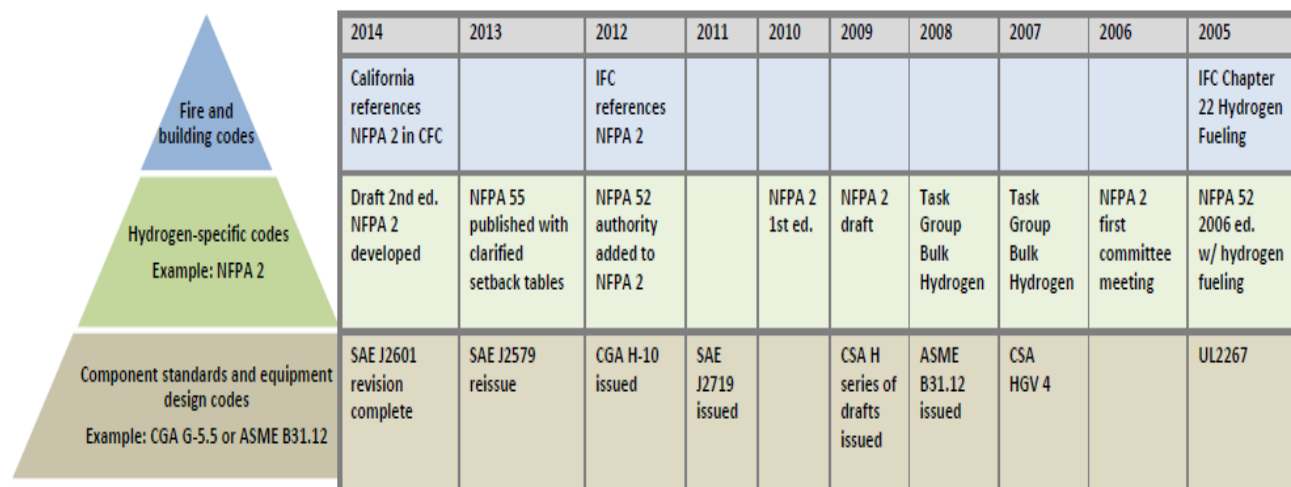 Fire and
building codes
Hydrogen-specific codes
Example: NFPA 2
Component standards and equipment
design codes
Example: CGA G-5.5 or ASME B31.12
2014
2013
2012
2011
2010
2009
2008
2007
2006
2005
California
references
NFPA 2 in CFC
IFC
references
NFPA 2
IFC Chapter
22 Hydrogen
Fueling
Draft 2nd ed.
NFPA 2
developed
NFPA 55
published with
clarified
setback tables
NFPA 52
authority
added to
NFPA 2
NFPA 2
1st ed.
NFPA 2
draft
Task
Group
Bulk
Hydrogen
Task
Group
Bulk
Hydrogen
NFPA 2
first
committee
meeting
NFPA 52
2006 ed.
w/ hydrogen
fueling
SAE J2601
revision
complete
SAE J2579
reissue
CGA H-10
issued
SAE
J2719
issued
CSA H
series of
drafts
issued
ASME
B31.12
issued
CSA
HGV 4
UL2267